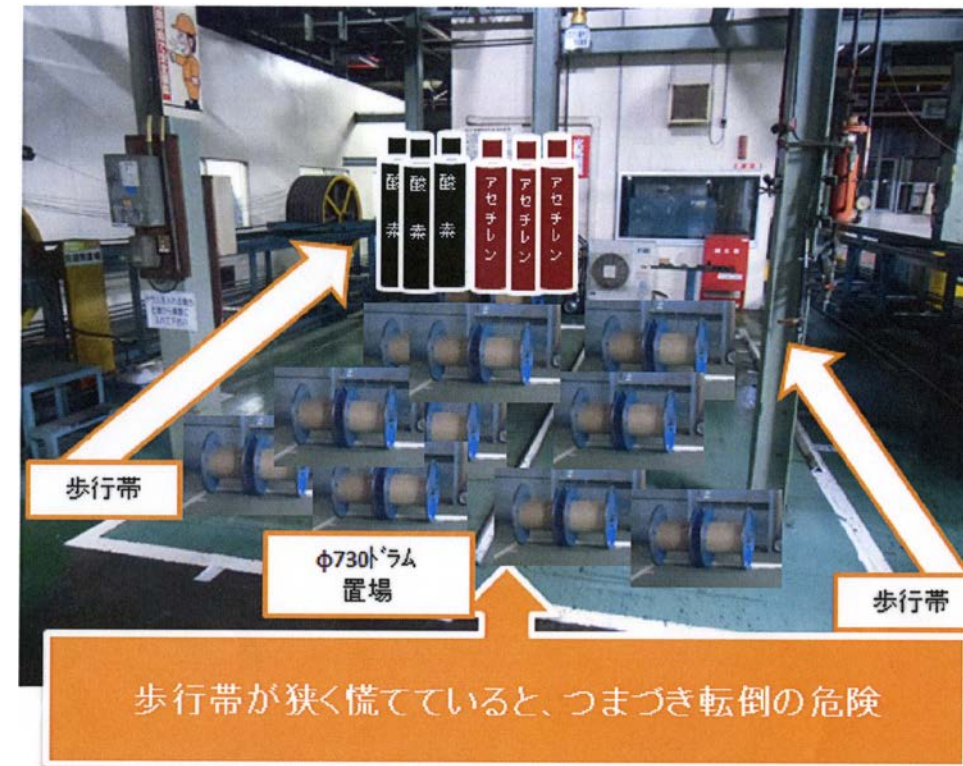 酸素
酸素
酸素
アセチレン
アセチレン
アセチレン
歩行帯
φ730ﾄﾞﾗﾑ
置場
歩行帯
歩行帯が狭く慌てていると、つまづき転倒の危険